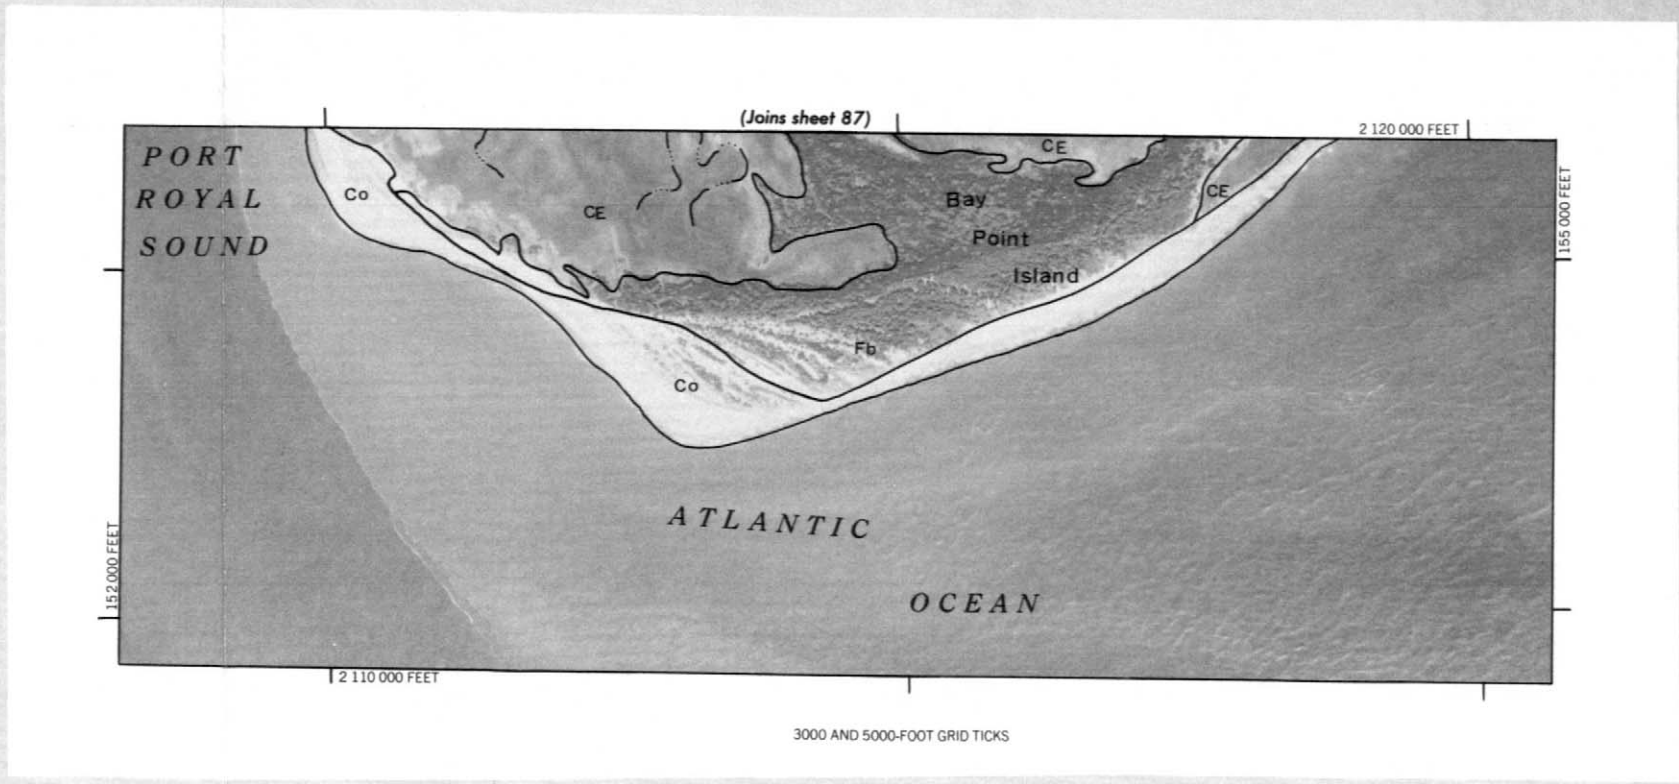 (Joins sheet 87)
2 120 000 FEET
PORT
ROYAL
SOUND
Co
CE
CE
CE
Bay
Point
Island
155 000 FEET
Fb
Co
ATLANTIC
OCEAN
152 000 FEET
2 110 000 FEET
3000 AND 5000-FOOT GRID TICKS